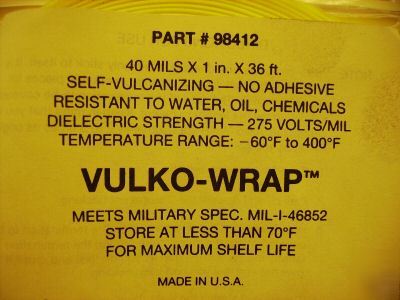 PART # 98412
40 MILS X 1 in. X 36 ft.
SELF-VULCANIZING — NO ADHESIVE
RESISTANT TO WATER, OIL, CHEMICALS
DIELECTRIC STRENGTH — 275 VOLTS/MIL
TEMPERATURE RANGE: –60°F to 400°F
VULKO-WRAP™
MEETS MILITARY SPEC. MIL-I-46852
STORE AT LESS THAN 70°F
FOR MAXIMUM SHELF LIFE
MADE IN U.S.A.